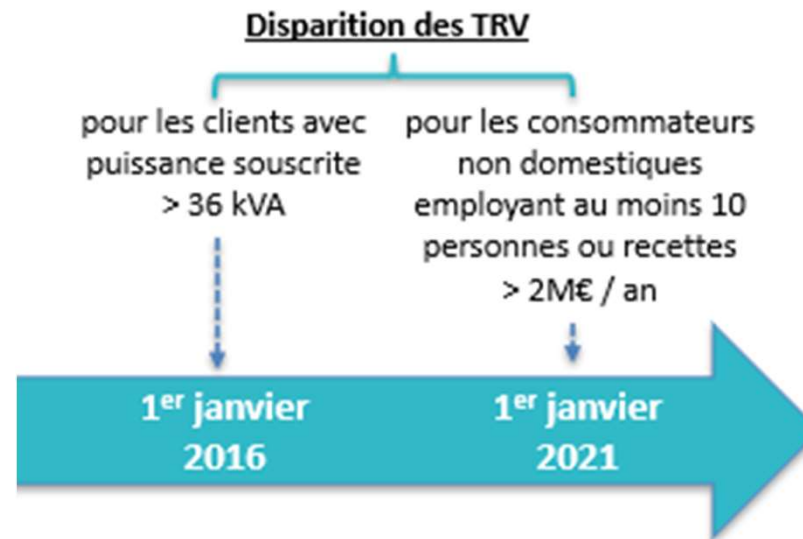 Disparition des TRV
pour les clients avec
puissance souscrite
> 36 kVA
pour les consommateurs
non domestiques
employant au moins 10
personnes ou recettes
> 2M€ / an
1er janvier
2016
1er janvier
2021